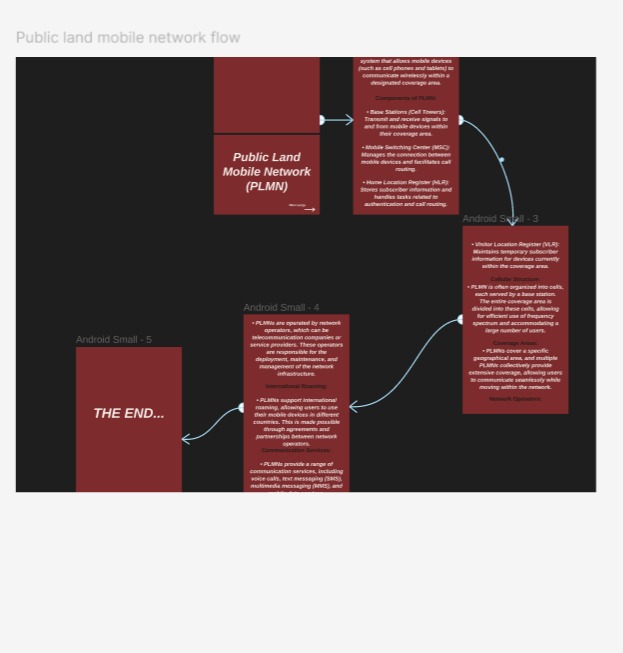 Public land mobile network flow
Public Land
Mobile Network
(PLMN)
system that allows mobile devices
(such as cell phones and tablets) to
communicate wirelessly within a
designated coverage area.
Components of PLMN:
• Base Stations (Cell Towers):
Transmit and receive signals to
and from mobile devices within
their coverage area.
• Mobile Switching Center (MSC):
Manages the connection between
mobile devices and facilitates call
routing.
• Home Location Register (HLR):
Stores subscriber information and
handles tasks related to
authentication and call routing.
Android Small - 3
• Visitor Location Register (VLR):
Maintains temporary subscriber
information for devices currently
within the coverage area.
Cellular Structure:
• PLMN is often organized into cells,
each served by a base station.
The entire coverage area is
divided into these cells, allowing
for efficient use of frequency
spectrum and accommodating a
large number of users.
Coverage Areas:
• PLMNs cover a specific
geographical area, and multiple
PLMNs collectively provide
extensive coverage, allowing users
to communicate seamlessly while
moving within the network.
Network Operators:
Android Small - 4
• PLMNs are operated by network
operators, which can be
telecommunication companies or
service providers. These operators
are responsible for the
deployment, maintenance, and
management of the network
infrastructure.
International Roaming:
• PLMNs support international
roaming, allowing users to use
their mobile devices in different
countries. This is made possible
through agreements and
partnerships between network
operators.
Communication Services:
• PLMNs provide a range of
communication services, including
voice calls, text messaging (SMS),
multimedia messaging (MMS), and
Android Small - 5
THE END...